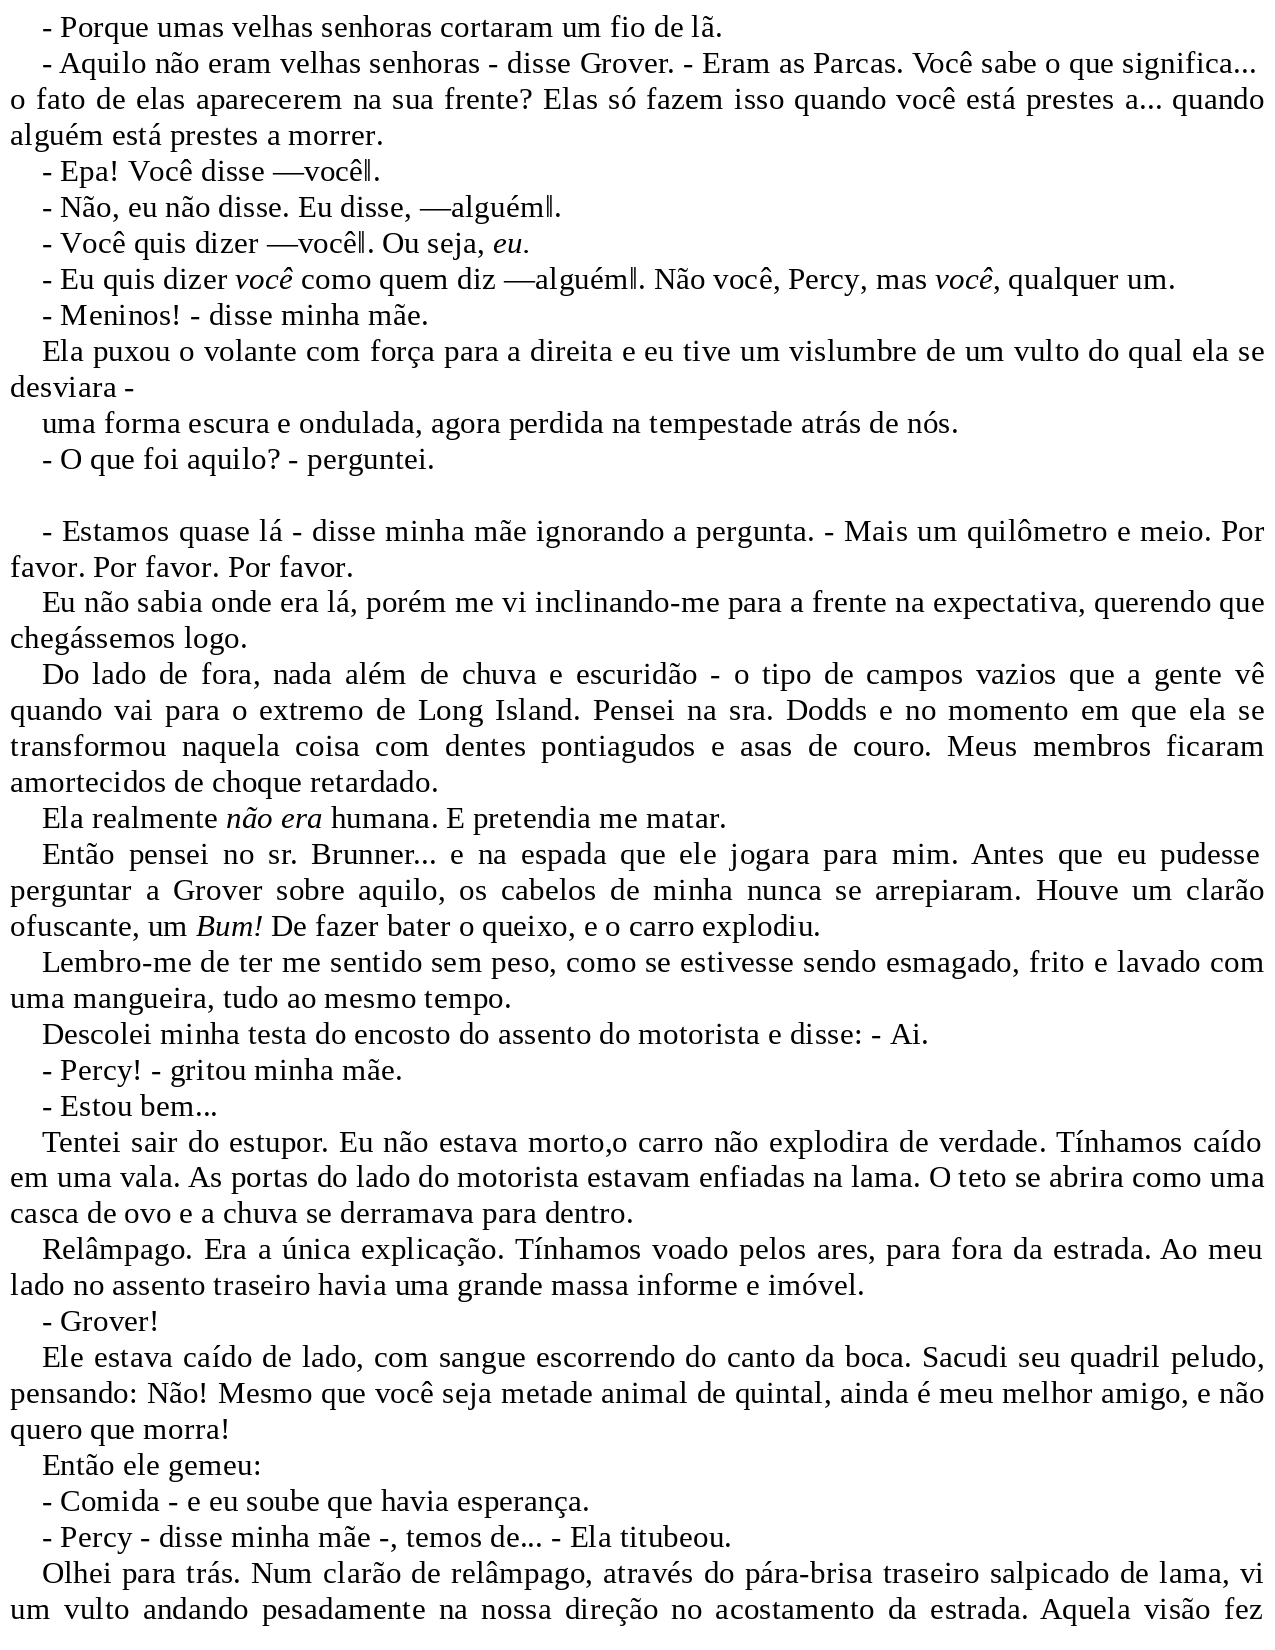 - Porque umas velhas senhoras cortaram um fio de lã.
- Aquilo não eram velhas senhoras - disse Grover. - Eram as Parcas. Você sabe o que significa...
o fato de elas aparecerem na sua frente? Elas só fazem isso quando você está prestes a... quando
alguém está prestes a morrer.
- Epa! Você disse ―você‖.
- Não, eu não disse. Eu disse, ―alguém‖.
- Você quis dizer ―você‖. Ou seja, eu.
- Eu quis dizer você como quem diz ―alguém‖. Não você, Percy, mas você, qualquer um.
- Meninos! - disse minha mãe.
Ela puxou o volante com força para a direita e eu tive um vislumbre de um vulto do qual ela se
desviara -
uma forma escura e ondulada, agora perdida na tempestade atrás de nós.
- O que foi aquilo? - perguntei.
- Estamos quase lá - disse minha mãe ignorando a pergunta. - Mais um quilômetro e meio. Por
favor. Por favor. Por favor.
Eu não sabia onde era lá, porém me vi inclinando-me para a frente na expectativa, querendo que
chegássemos logo.
Do lado de fora, nada além de chuva e escuridão - o tipo de campos vazios que a gente vê
quando vai para o extremo de Long Island. Pensei na sra. Dodds e no momento em que ela se
transformou naquela coisa com dentes pontiagudos e asas de couro. Meus membros ficaram
amortecidos de choque retardado.
Ela realmente não era humana. E pretendia me matar.
Então pensei no sr. Brunner... e na espada que ele jogara para mim. Antes que eu pudesse
perguntar a Grover sobre aquilo, os cabelos de minha nunca se arrepiaram. Houve um clarão
ofuscante, um Bum! De fazer bater o queixo, e o carro explodiu.
Lembro-me de ter me sentido sem peso, como se estivesse sendo esmagado, frito e lavado com
uma mangueira, tudo ao mesmo tempo.
Descolei minha testa do encosto do assento do motorista e disse: - Ai.
- Percy! - gritou minha mãe.
- Estou bem...
Tentei sair do estupor. Eu não estava morto,o carro não explodira de verdade. Tínhamos caído
em uma vala. As portas do lado do motorista estavam enfiadas na lama. O teto se abrira como uma
casca de ovo e a chuva se derramava para dentro.
Relâmpago. Era a única explicação. Tínhamos voado pelos ares, para fora da estrada. Ao meu
lado no assento traseiro havia uma grande massa informe e imóvel.
- Grover!
Ele estava caído de lado, com sangue escorrendo do canto da boca. Sacudi seu quadril peludo,
pensando: Não! Mesmo que você seja metade animal de quintal, ainda é meu melhor amigo, e não
quero que morra!
Então ele gemeu:
- Comida - e eu soube que havia esperança.
- Percy - disse minha mãe -, temos de... - Ela titubeou.
Olhei para trás. Num clarão de relâmpago, através do pára-brisa traseiro salpicado de lama, vi
um vulto andando pesadamente na nossa direção no acostamento da estrada. Aquela visão fez